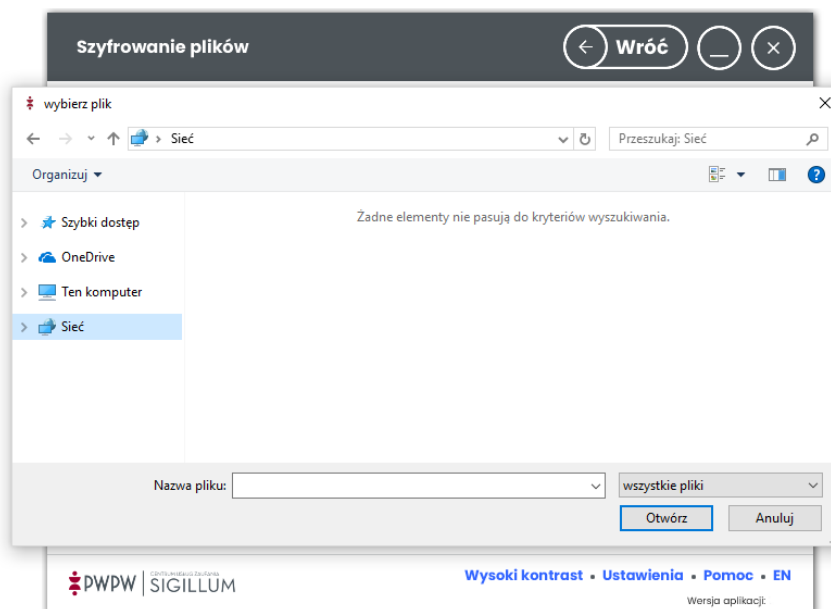 Szyfrowanie plików
Wróć
wybierz plik
Sieć
Przeszukaj: Sieć
Organizuj
Szybki dostęp
Żadne elementy nie pasują do kryteriów wyszukiwania.
OneDrive
Ten komputer
Sieć
Nazwa pliku:
wszystkie pliki
Otwórz
Anuluj
PWPW SIGILLUM
Wysoki kontrast • Ustawienia • Pomoc • EN
Wersja aplikacji: